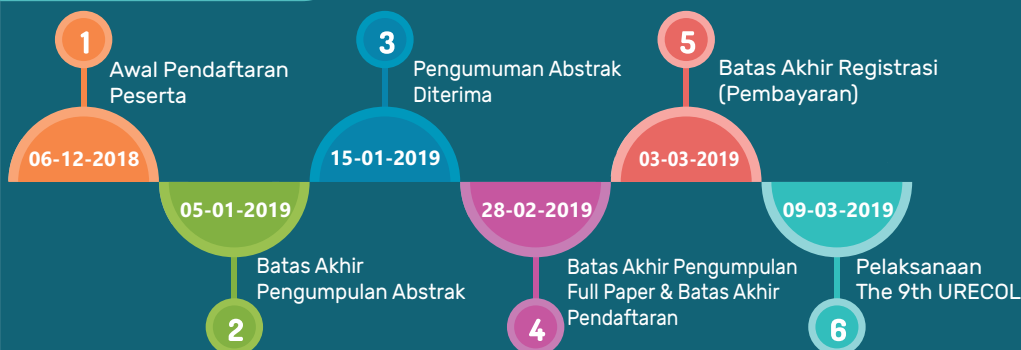 1
Awal Pendaftaran
Peserta
06-12-2018
05-01-2019
Batas Akhir
Pengumpulan Abstrak
2
3
Pengumuman Abstrak
Diterima
15-01-2019
28-02-2019
Batas Akhir Pengumpulan
Full Paper & Batas Akhir
Pendaftaran
4
5
Batas Akhir Registrasi
(Pembayaran)
03-03-2019
09-03-2019
Pelaksanaan
The 9th URECOL
6